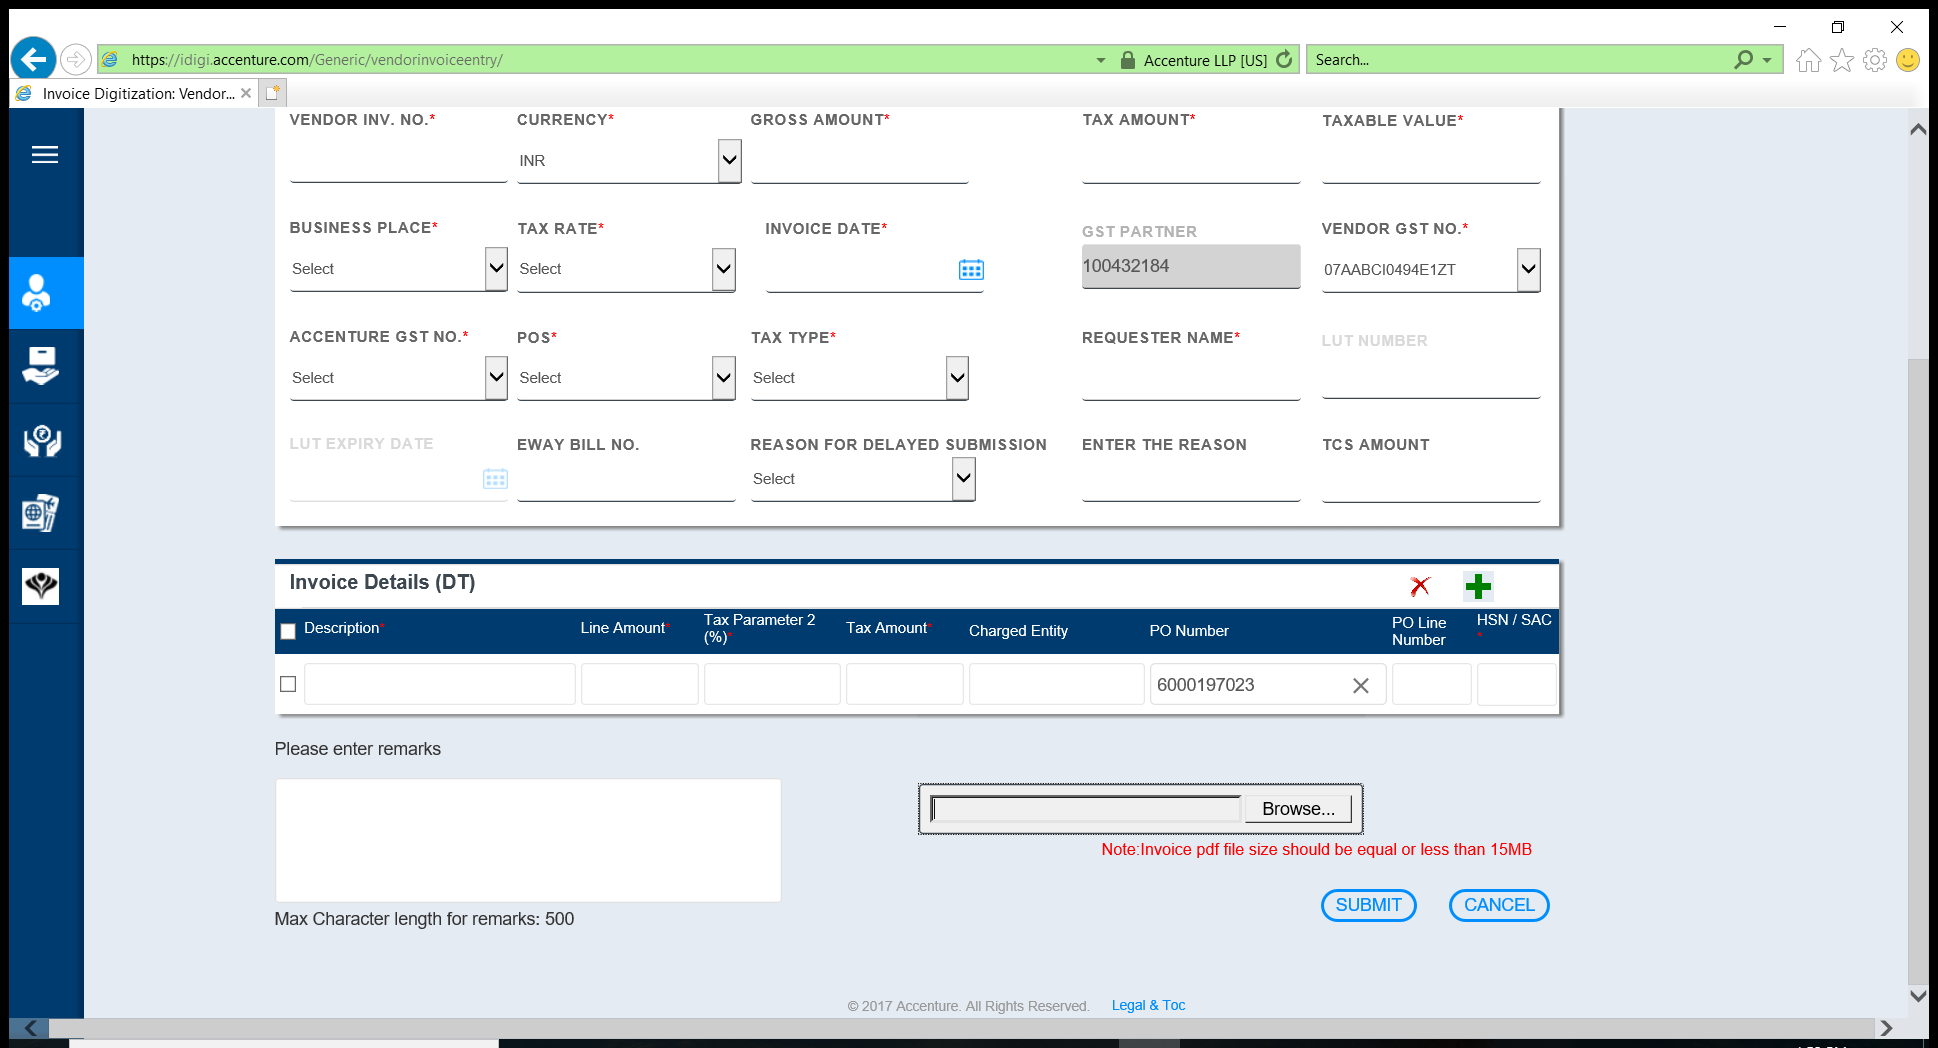 https://idigi.accenture.com/Generic/vendorinvoiceentry/ Accenture LLP [US] Search...
Invoice Digitization: Vendor...
VENDOR INV. NO.* CURRENCY* GROSS AMOUNT* TAX AMOUNT* TAXABLE VALUE*
INR
BUSINESS PLACE* TAX RATE* INVOICE DATE* GST PARTNER VENDOR GST NO.*
Select Select 100432184 07AABCI0494E1ZT
ACCENTURE GST NO.* POS* TAX TYPE* REQUESTER NAME* LUT NUMBER
Select Select Select
LUT EXPIRY DATE EWAY BILL NO. REASON FOR DELAYED SUBMISSION ENTER THE REASON TCS AMOUNT
Select
Invoice Details (DT)
Description* Line Amount* Tax Parameter 2 (%)* Tax Amount* Charged Entity PO Number PO Line Number HSN / SAC *
6000197023
Please enter remarks
Browse...
Note:Invoice pdf file size should be equal or less than 15MB
SUBMIT CANCEL
Max Character length for remarks: 500
© 2017 Accenture. All Rights Reserved. Legal & Toc